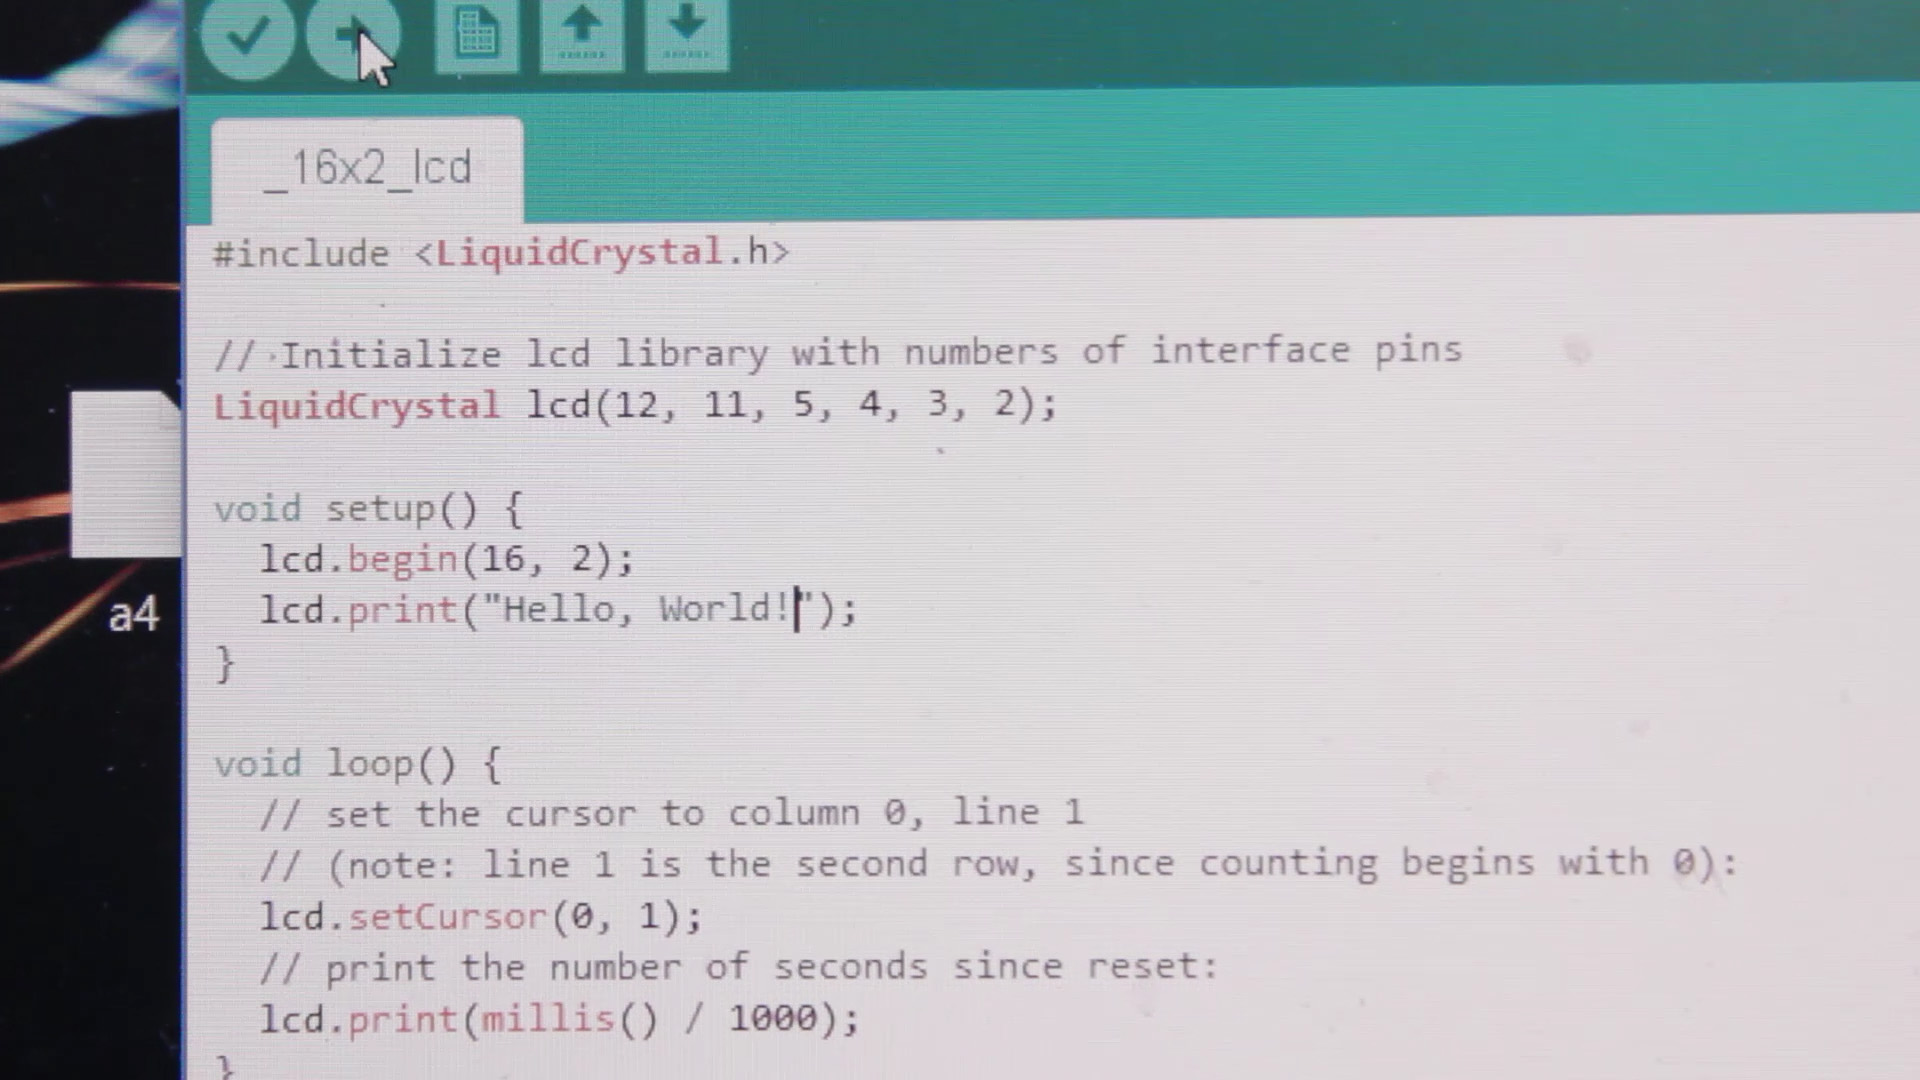 _16x2_lcd
#include <LiquidCrystal.h>
// Initialize lcd library with numbers of interface pins
LiquidCrystal lcd(12, 11, 5, 4, 3, 2);
void setup() {
lcd.begin(16, 2);
lcd.print("Hello, World!");
}
a4
void loop() {
// set the cursor to column 0, line 1
// (note: line 1 is the second row, since counting begins with 0):
lcd.setCursor(0, 1);
// print the number of seconds since reset:
lcd.print(millis() / 1000);
}